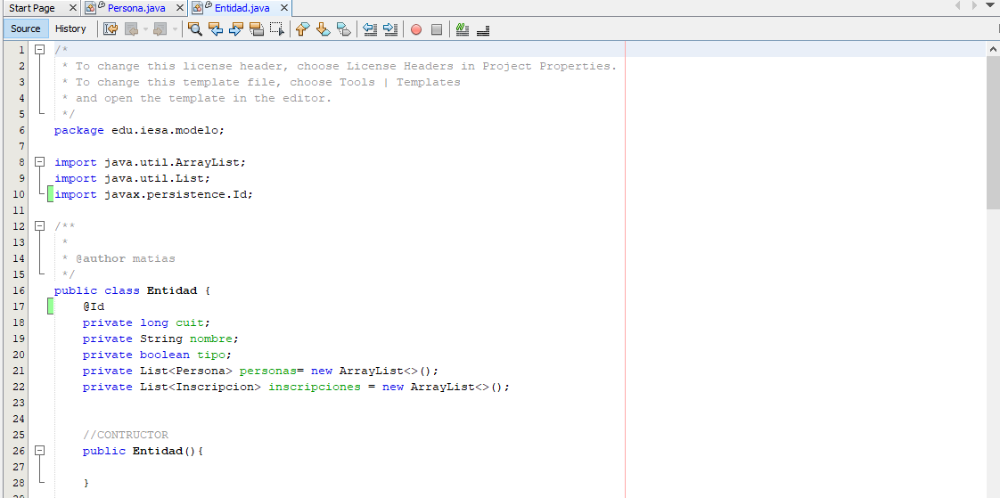 Start Page Persona.java Entidad.java
Source History
1 /*
2 * To change this license header, choose License Headers in Project Properties.
3 * To change this template file, choose Tools | Templates
4 * and open the template in the editor.
5 */
6 package edu.iesa.modelo;
7
8 import java.util.ArrayList;
9 import java.util.List;
10 import javax.persistence.Id;
11
12 /**
13 *
14 * @author matias
15 */
16 public class Entidad {
17 @Id
18 private long cuit;
19 private String nombre;
20 private boolean tipo;
21 private List<Persona> personas= new ArrayList<>();
22 private List<Inscripcion> inscripciones = new ArrayList<>();
23
24
25 //CONTRUCTOR
26 public Entidad(){
27
28 }